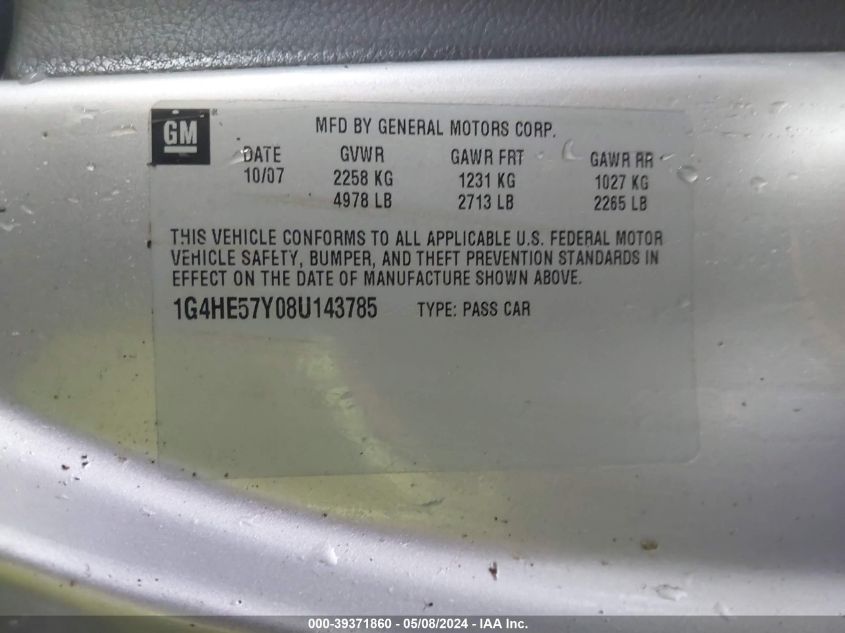 GM®
MFD BY GENERAL MOTORS CORP.
DATE GVWR GAWR FRT GAWR RR
10/07 2258 KG 1231 KG 1027 KG
4978 LB 2713 LB 2265 LB
THIS VEHICLE CONFORMS TO ALL APPLICABLE U.S. FEDERAL MOTOR
VEHICLE SAFETY, BUMPER, AND THEFT PREVENTION STANDARDS IN
EFFECT ON THE DATE OF MANUFACTURE SHOWN ABOVE.
1G4HE57Y08U143785 TYPE: PASS CAR
000-39371860 - 05/08/2024 - IAA Inc.